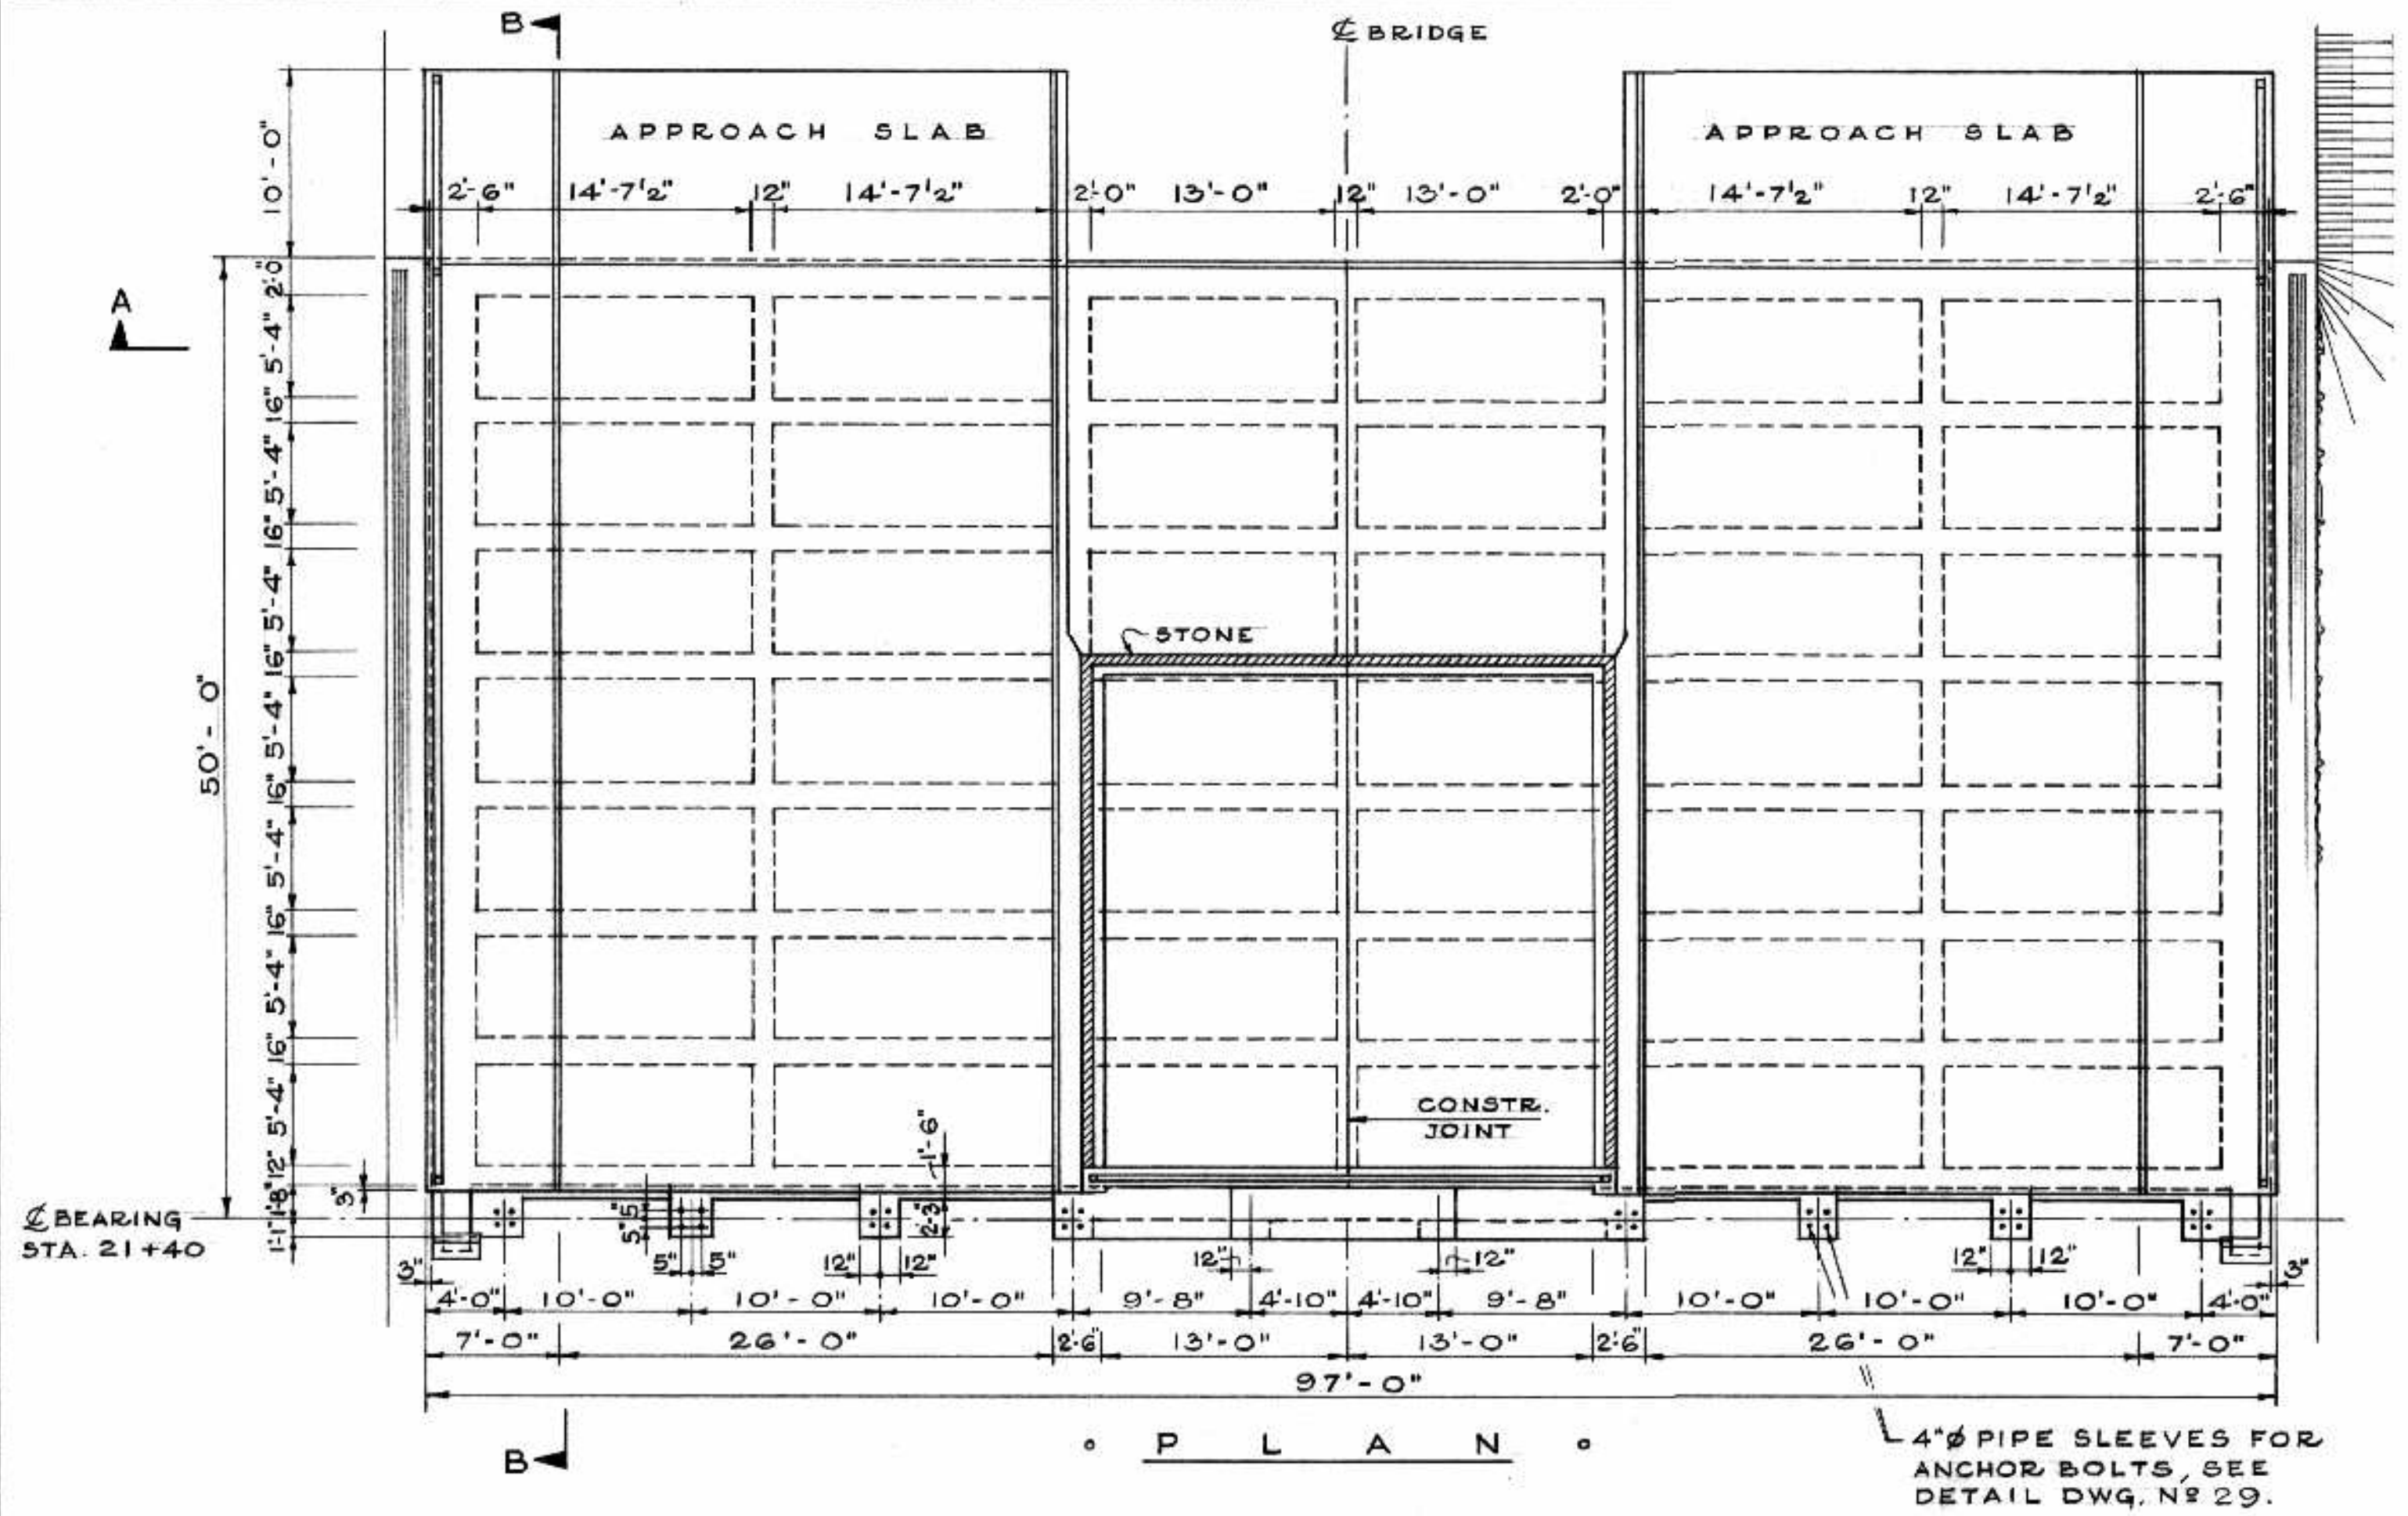 B
℄ BRIDGE
APPROACH SLAB
APPROACH SLAB
10'-0"
2'-6" 14'-7½" 12" 14'-7½" 2'-0" 13'-0" 12" 13'-0" 2'-0" 14'-7½" 12" 14'-7½" 2'-6"
A
2'-0"
5'-4"
16"
5'-4"
16"
5'-4"
16"
5'-4"
16"
5'-4"
16"
5'-4"
16"
5'-4"
12"
1'-8"
1'-1"
50'-0"
STONE
CONSTR.
JOINT
1'-6"
3"
℄ BEARING
STA. 21+40
5" 5"
2'-3"
3" 5" 5" 12" 12" 12" 12" 12" 12" 3"
4'-0" 10'-0" 10'-0" 10'-0" 9'-8" 4'-10" 4'-10" 9'-8" 10'-0" 10'-0" 10'-0" 4'-0"
7'-0" 26'-0" 2'-6" 13'-0" 13'-0" 2'-6" 26'-0" 7'-0"
97'-0"
B
PLAN
4"Ø PIPE SLEEVES FOR
ANCHOR BOLTS, SEE
DETAIL DWG. Nº 29.